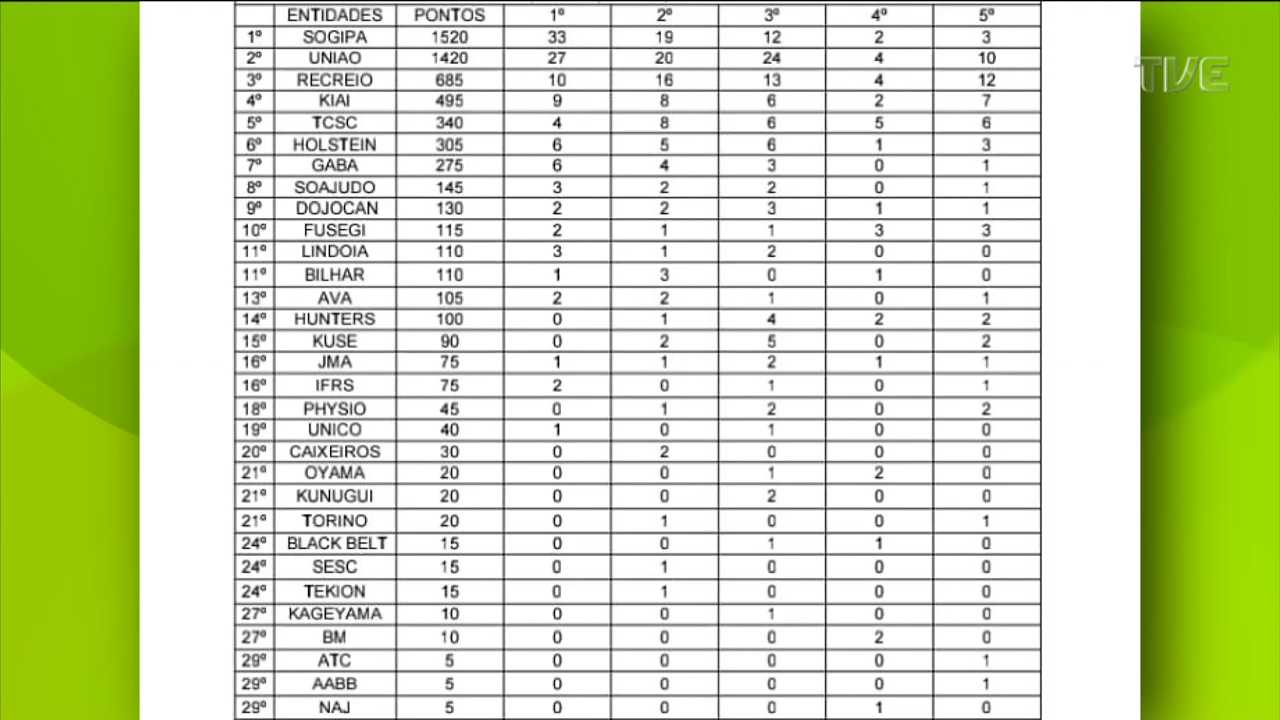 ENTIDADES PONTOS 1º 2º 3º 4º 5º
1º SOGIPA 1520 33 19 12 2 3
2º UNIAO 1420 27 20 24 4 10
3º RECREIO 685 10 16 13 4 12
4º KIAI 495 9 8 6 2 7
5º TCSC 340 4 8 6 5 6
6º HOLSTEIN 305 6 5 6 1 3
7º GABA 275 6 4 3 0 1
8º SOAJUDO 145 3 2 2 0 1
9º DOJOCAN 130 2 2 3 1 1
10º FUSEGI 115 2 1 1 3 3
11º LINDOIA 110 3 1 2 0 0
11º BILHAR 110 1 3 0 1 0
13º AVA 105 2 2 1 0 1
14º HUNTERS 100 0 1 4 2 2
15º KUSE 90 0 2 5 0 2
16º JMA 75 1 1 2 1 1
16º IFRS 75 2 0 1 0 1
18º PHYSIO 45 0 1 2 0 2
19º UNICO 40 1 0 1 0 0
20º CAIXEIROS 30 0 2 0 0 0
21º OYAMA 20 0 0 1 2 0
21º KUNUGUI 20 0 0 2 0 0
21º TORINO 20 0 1 0 0 1
24º BLACK BELT 15 0 0 1 1 0
24º SESC 15 0 1 0 0 0
24º TEKION 15 0 1 0 0 0
27º KAGEYAMA 10 0 0 1 0 0
27º BM 10 0 0 0 2 0
29º ATC 5 0 0 0 0 1
29º AABB 5 0 0 0 0 1
29º NAJ 5 0 0 0 1 0
TVE